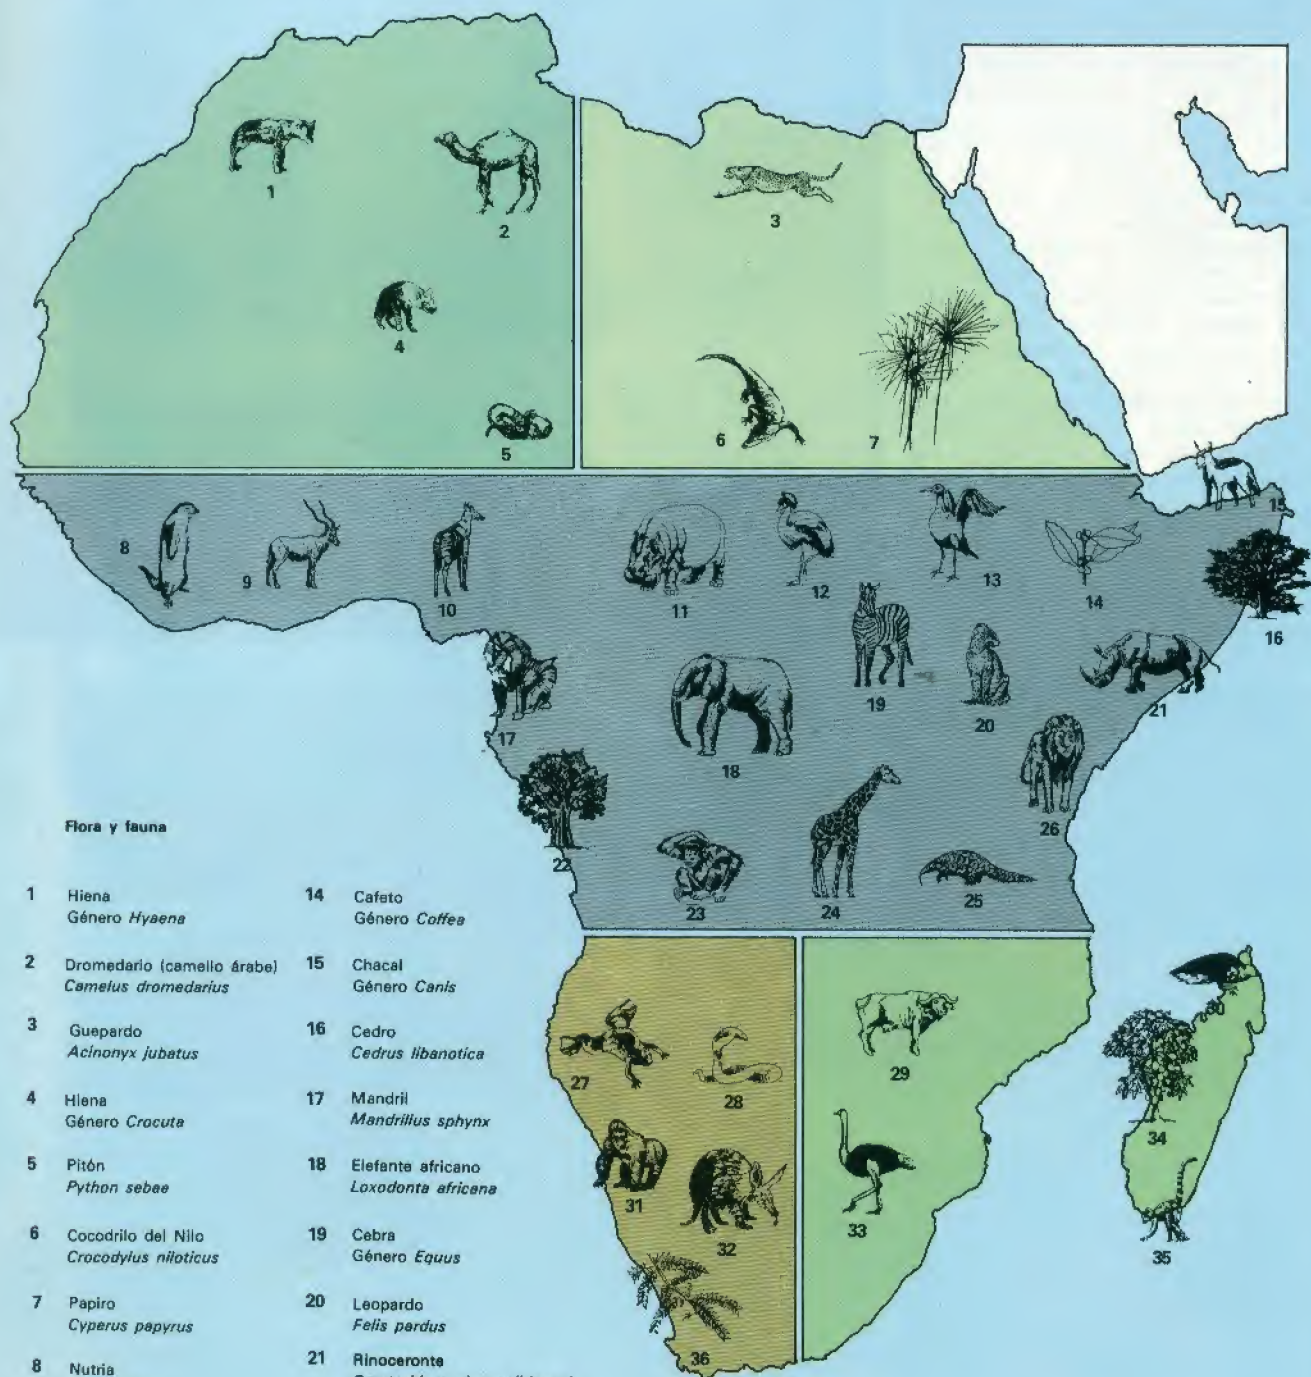 1
2
3
4
5
6
7
8
9
10
11
12
13
14
15
16
17
18
19
20
21
22
23
24
25
26
27
28
29
30
31
32
33
34
35
36
Flora y fauna
1 Hiena
Género Hyaena
2 Dromedario (camello árabe)
Camelus dromedarius
3 Guepardo
Acinonyx jubatus
4 Hiena
Género Crocuta
5 Pitón
Python sebae
6 Cocodrilo del Nilo
Crocodylus niloticus
7 Papiro
Cyperus papyrus
8 Nutria
14 Cafeto
Género Coffea
15 Chacal
Género Canis
16 Cedro
Cedrus libanotica
17 Mandril
Mandrillus sphynx
18 Elefante africano
Loxodonta africana
19 Cebra
Género Equus
20 Leopardo
Felis pardus
21 Rinoceronte